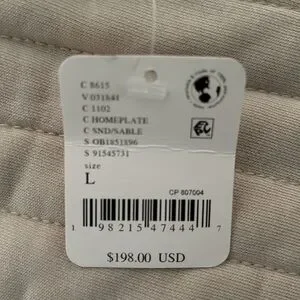 C 8615
V 031841
C 1102
C HOMEPLATE
C SND/SABLE
S OB1851896
S 91545731
size
L
CP 807004
1 98215 47444 7
$198.00 USD